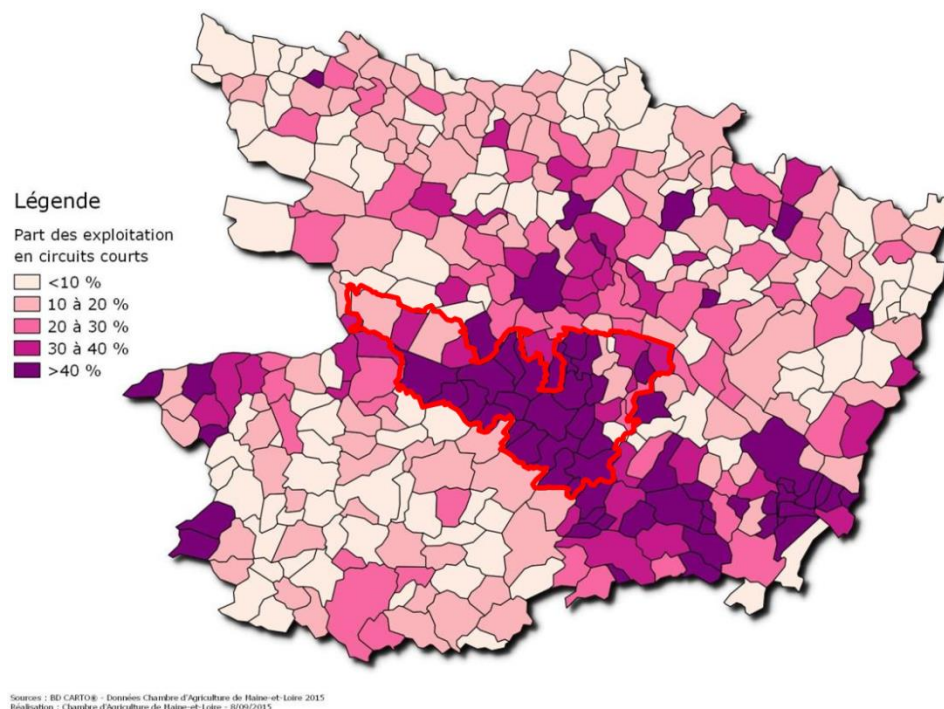 Légende
Part des exploitation
en circuits courts
<10 %
10 à 20 %
20 à 30 %
30 à 40 %
>40 %
Sources : BD CARTO® - Données Chambre d'Agriculture de Maine-et-Loire 2015
Réalisation : Chambre d'Agriculture de Maine-et-Loire - 8/09/2015